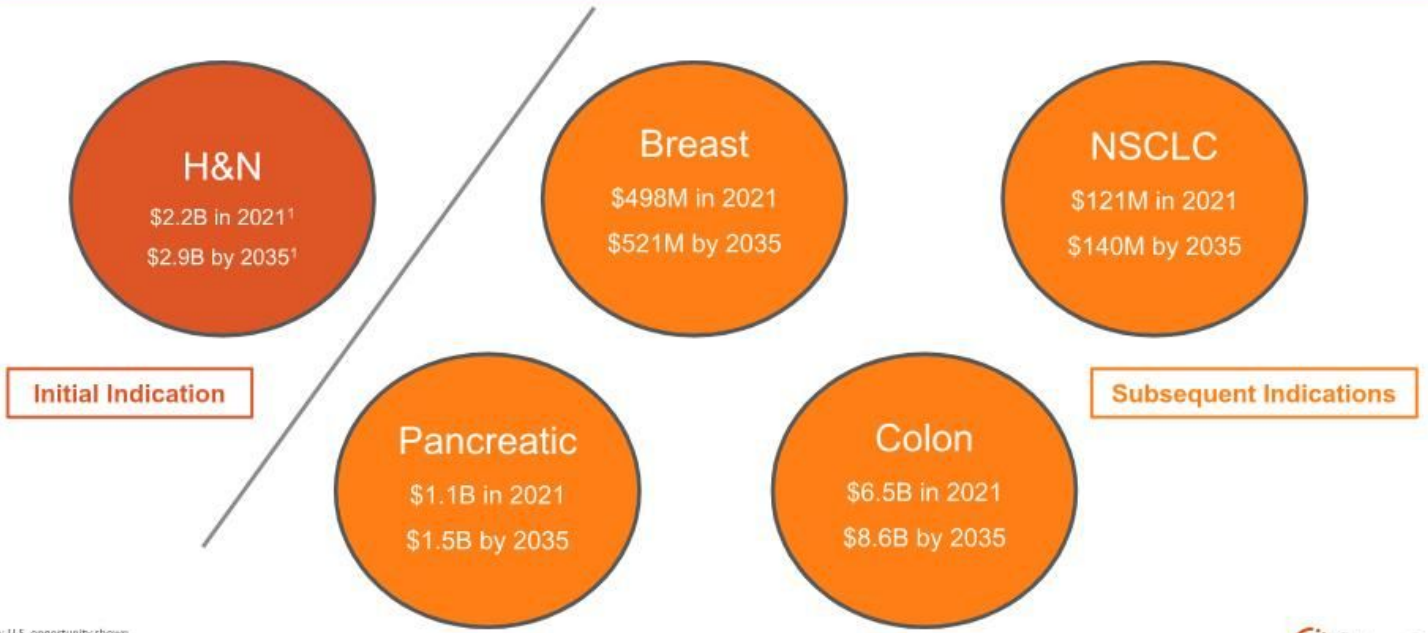 H&N
$2.2B in 2021¹
$2.9B by 2035¹
Initial Indication
Breast
$498M in 2021
$521M by 2035
NSCLC
$121M in 2021
$140M by 2035
Pancreatic
$1.1B in 2021
$1.5B by 2035
Colon
$6.5B in 2021
$8.6B by 2035
Subsequent Indications